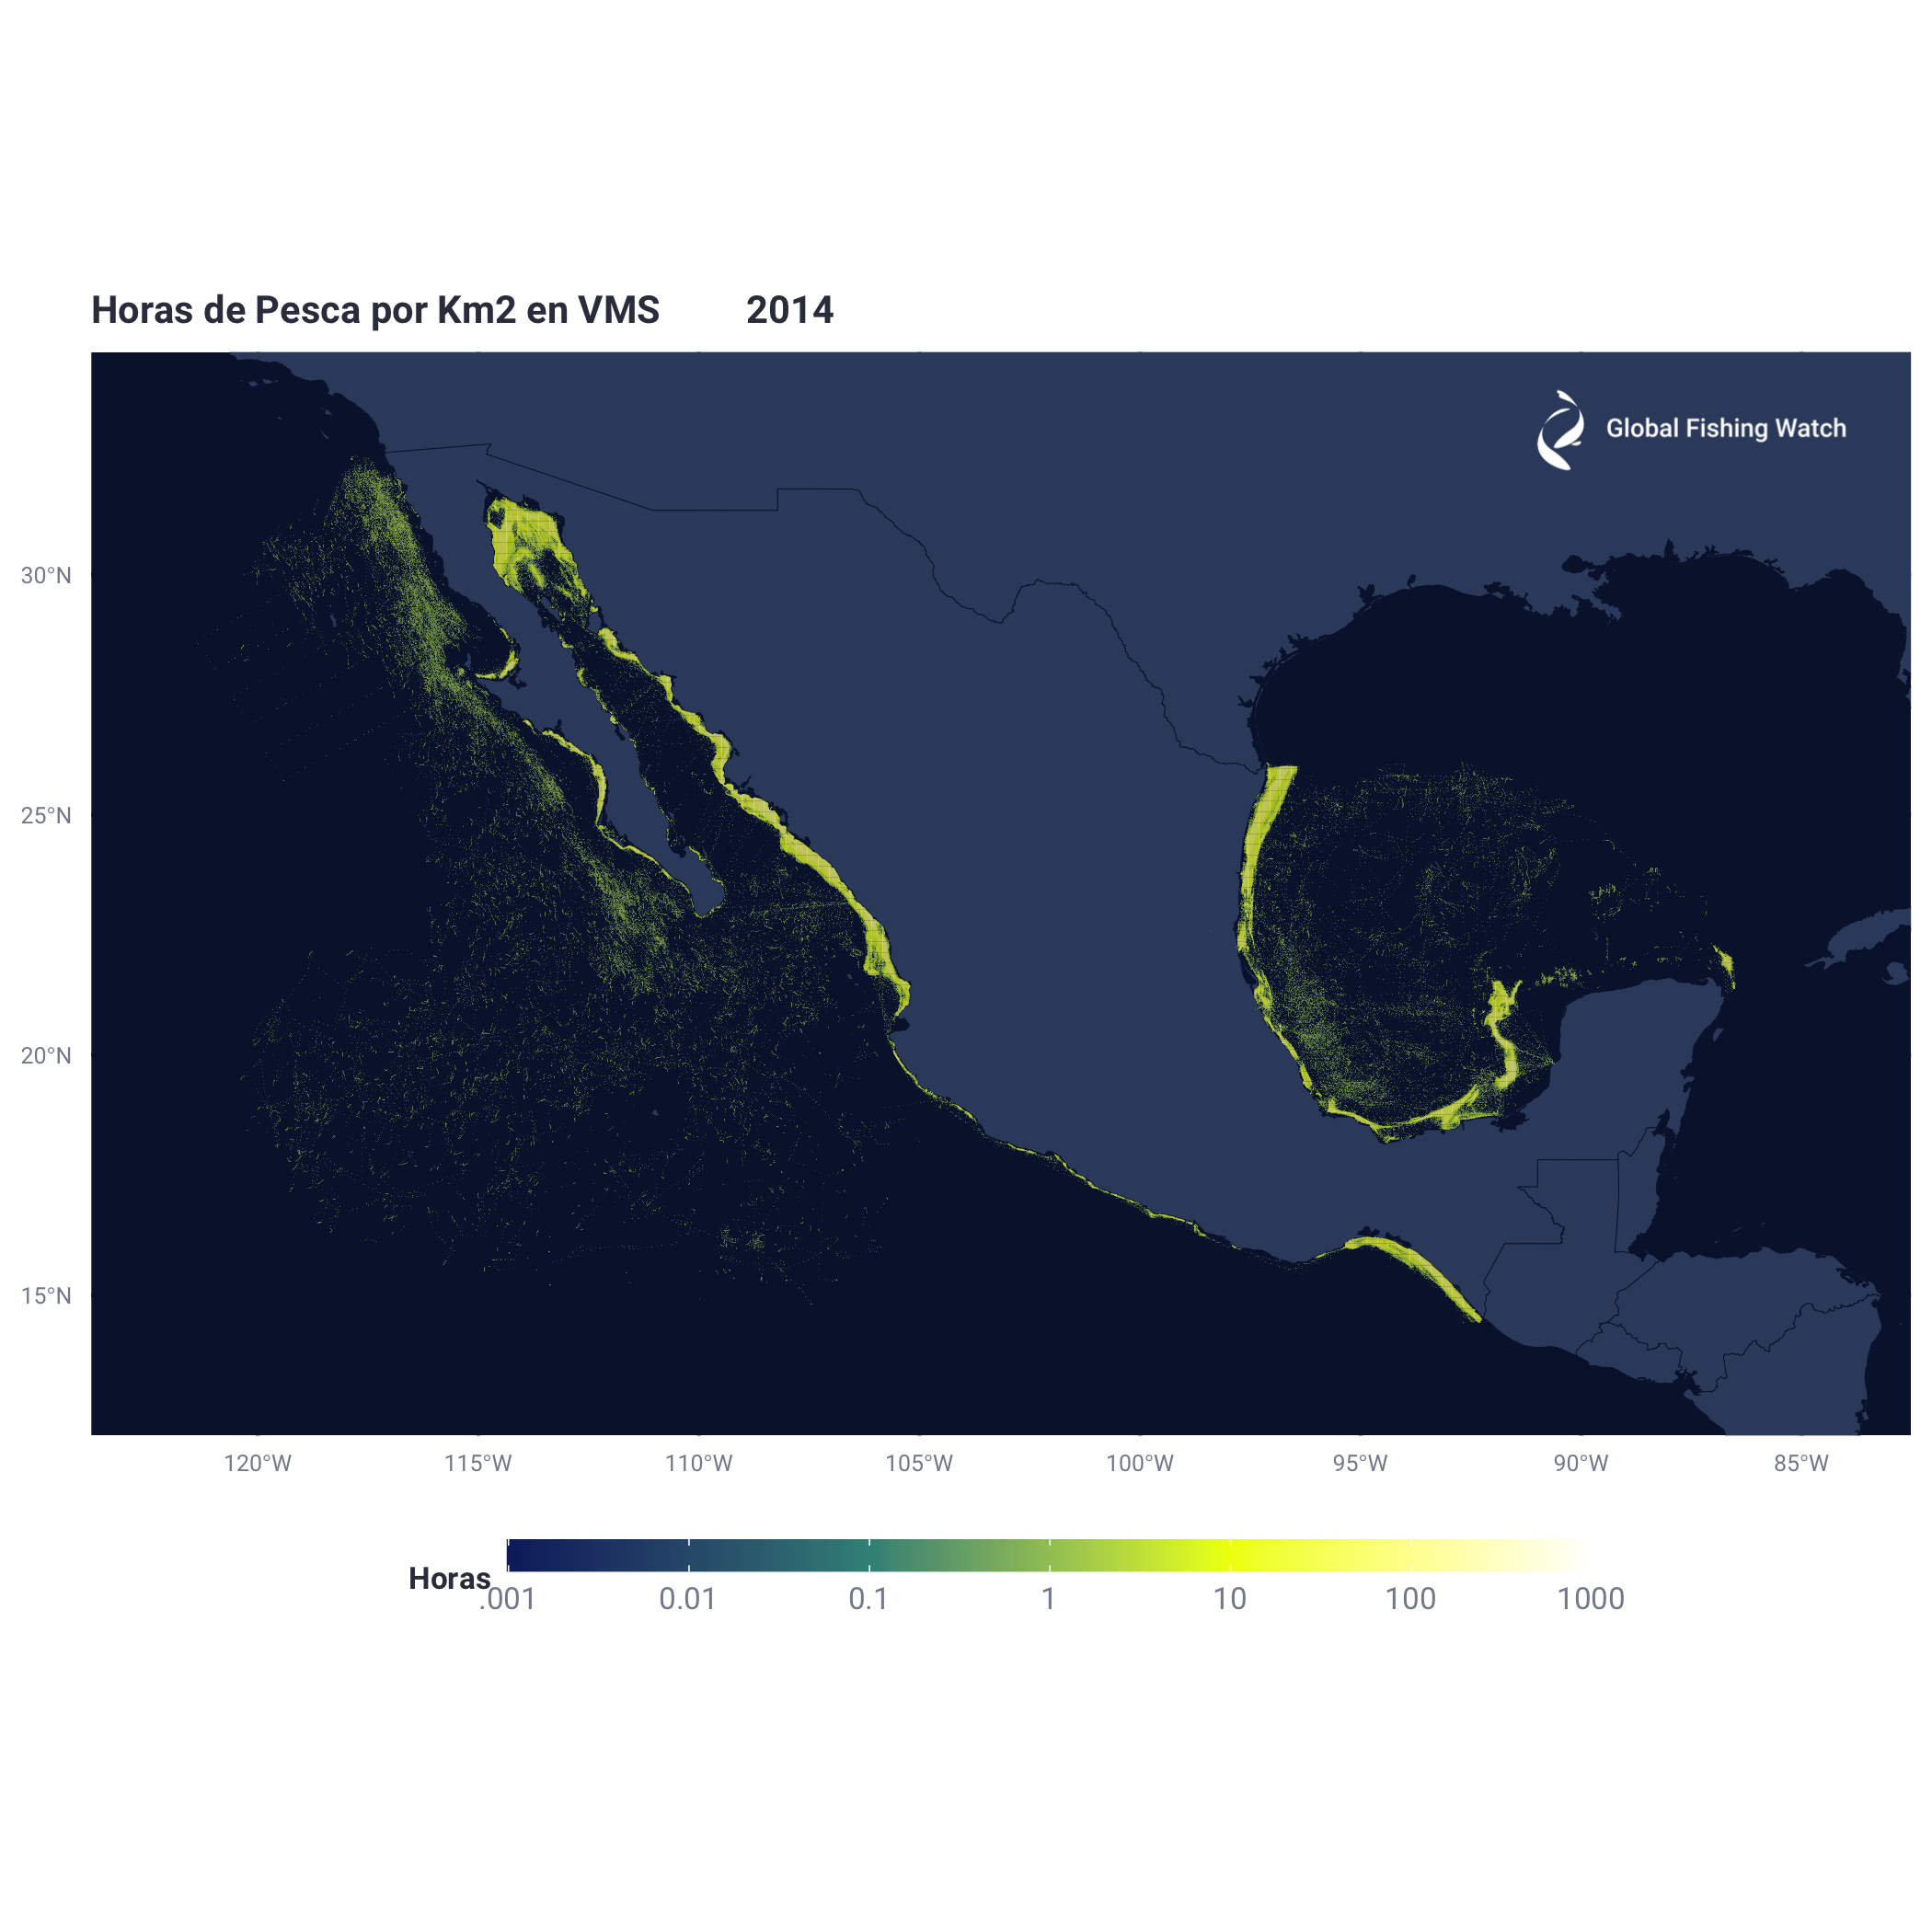 Horas de Pesca por Km2 en VMS 2014
Global Fishing Watch
30°N
25°N
20°N
15°N
120°W 115°W 110°W 105°W 100°W 95°W 90°W 85°W
Horas
.001 0.01 0.1 1 10 100 1000